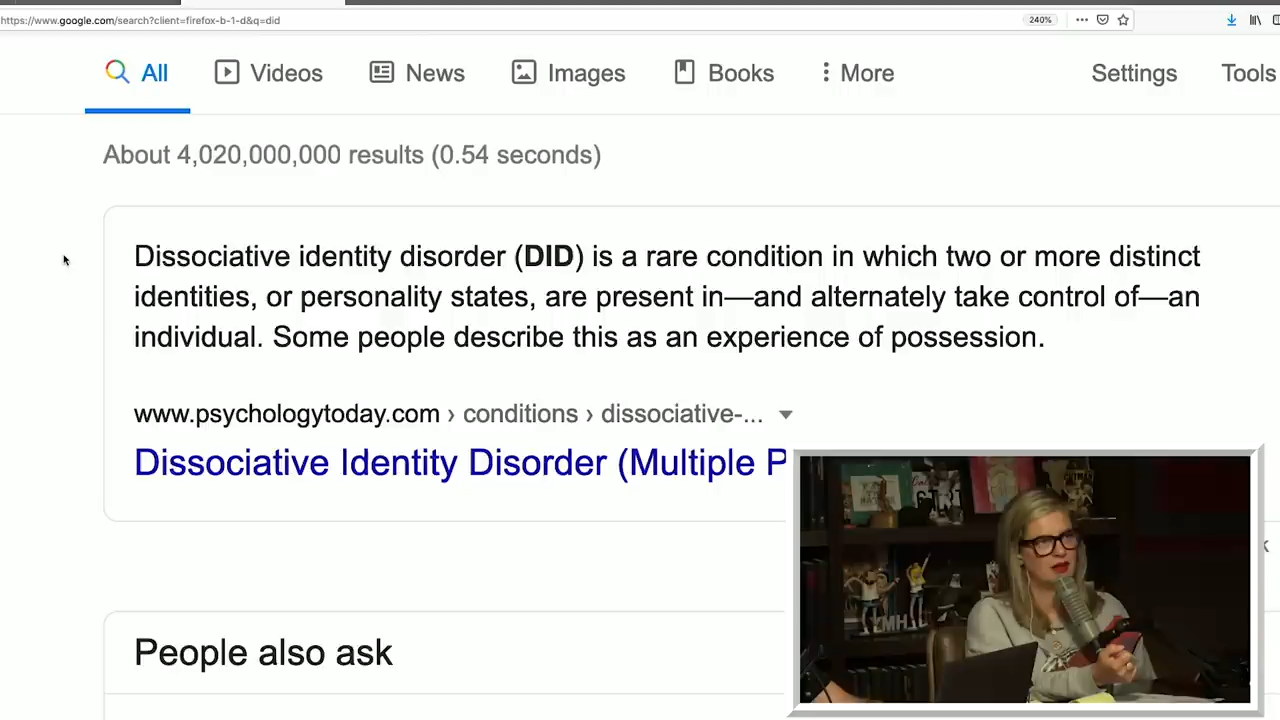 https://www.google.com/search?client=firefox-b-1-d&q=did
240%
All Videos News Images Books More Settings Tools
About 4,020,000,000 results (0.54 seconds)
Dissociative identity disorder (DID) is a rare condition in which two or more distinct
identities, or personality states, are present in—and alternately take control of—an
individual. Some people describe this as an experience of possession.
www.psychologytoday.com › conditions › dissociative-...
Dissociative Identity Disorder (Multiple P
People also ask
YMH